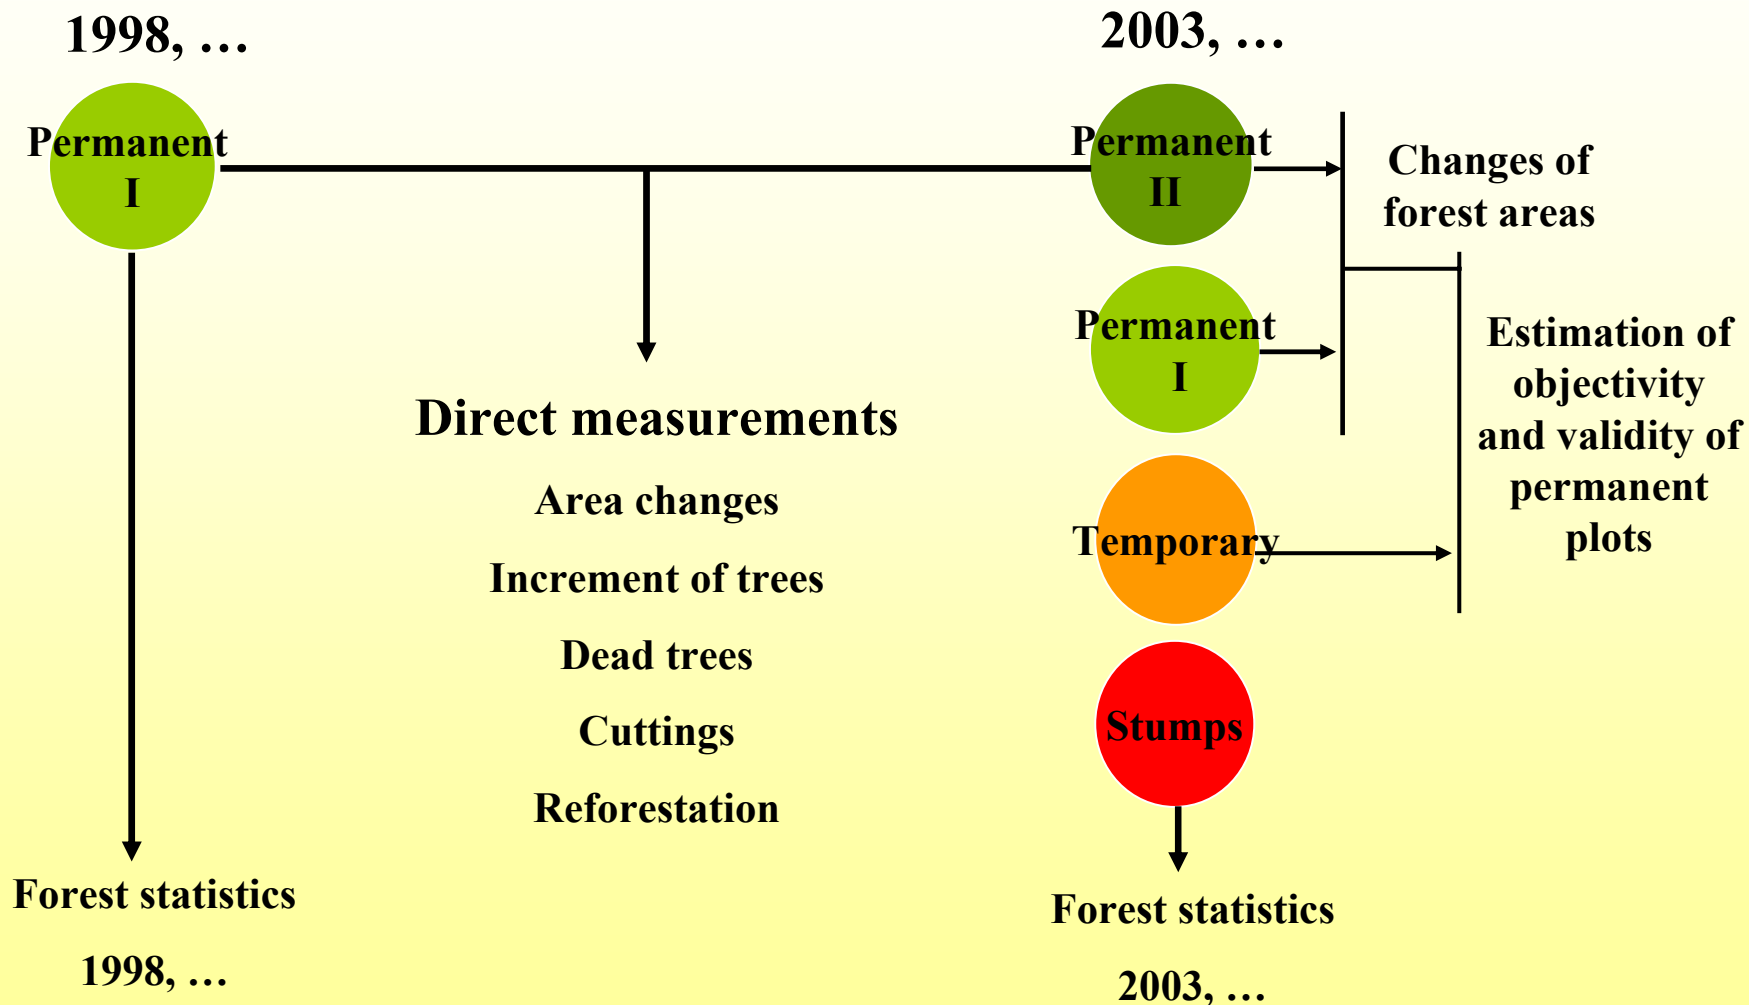 1998, …
2003, …
Permanent
I
Permanent
II
Changes of
forest areas
Permanent
I
Estimation of
objectivity
and validity of
permanent
plots
Direct measurements
Area changes
Increment of trees
Dead trees
Cuttings
Reforestation
Temporary
Stumps
Forest statistics
1998, …
Forest statistics
2003, …